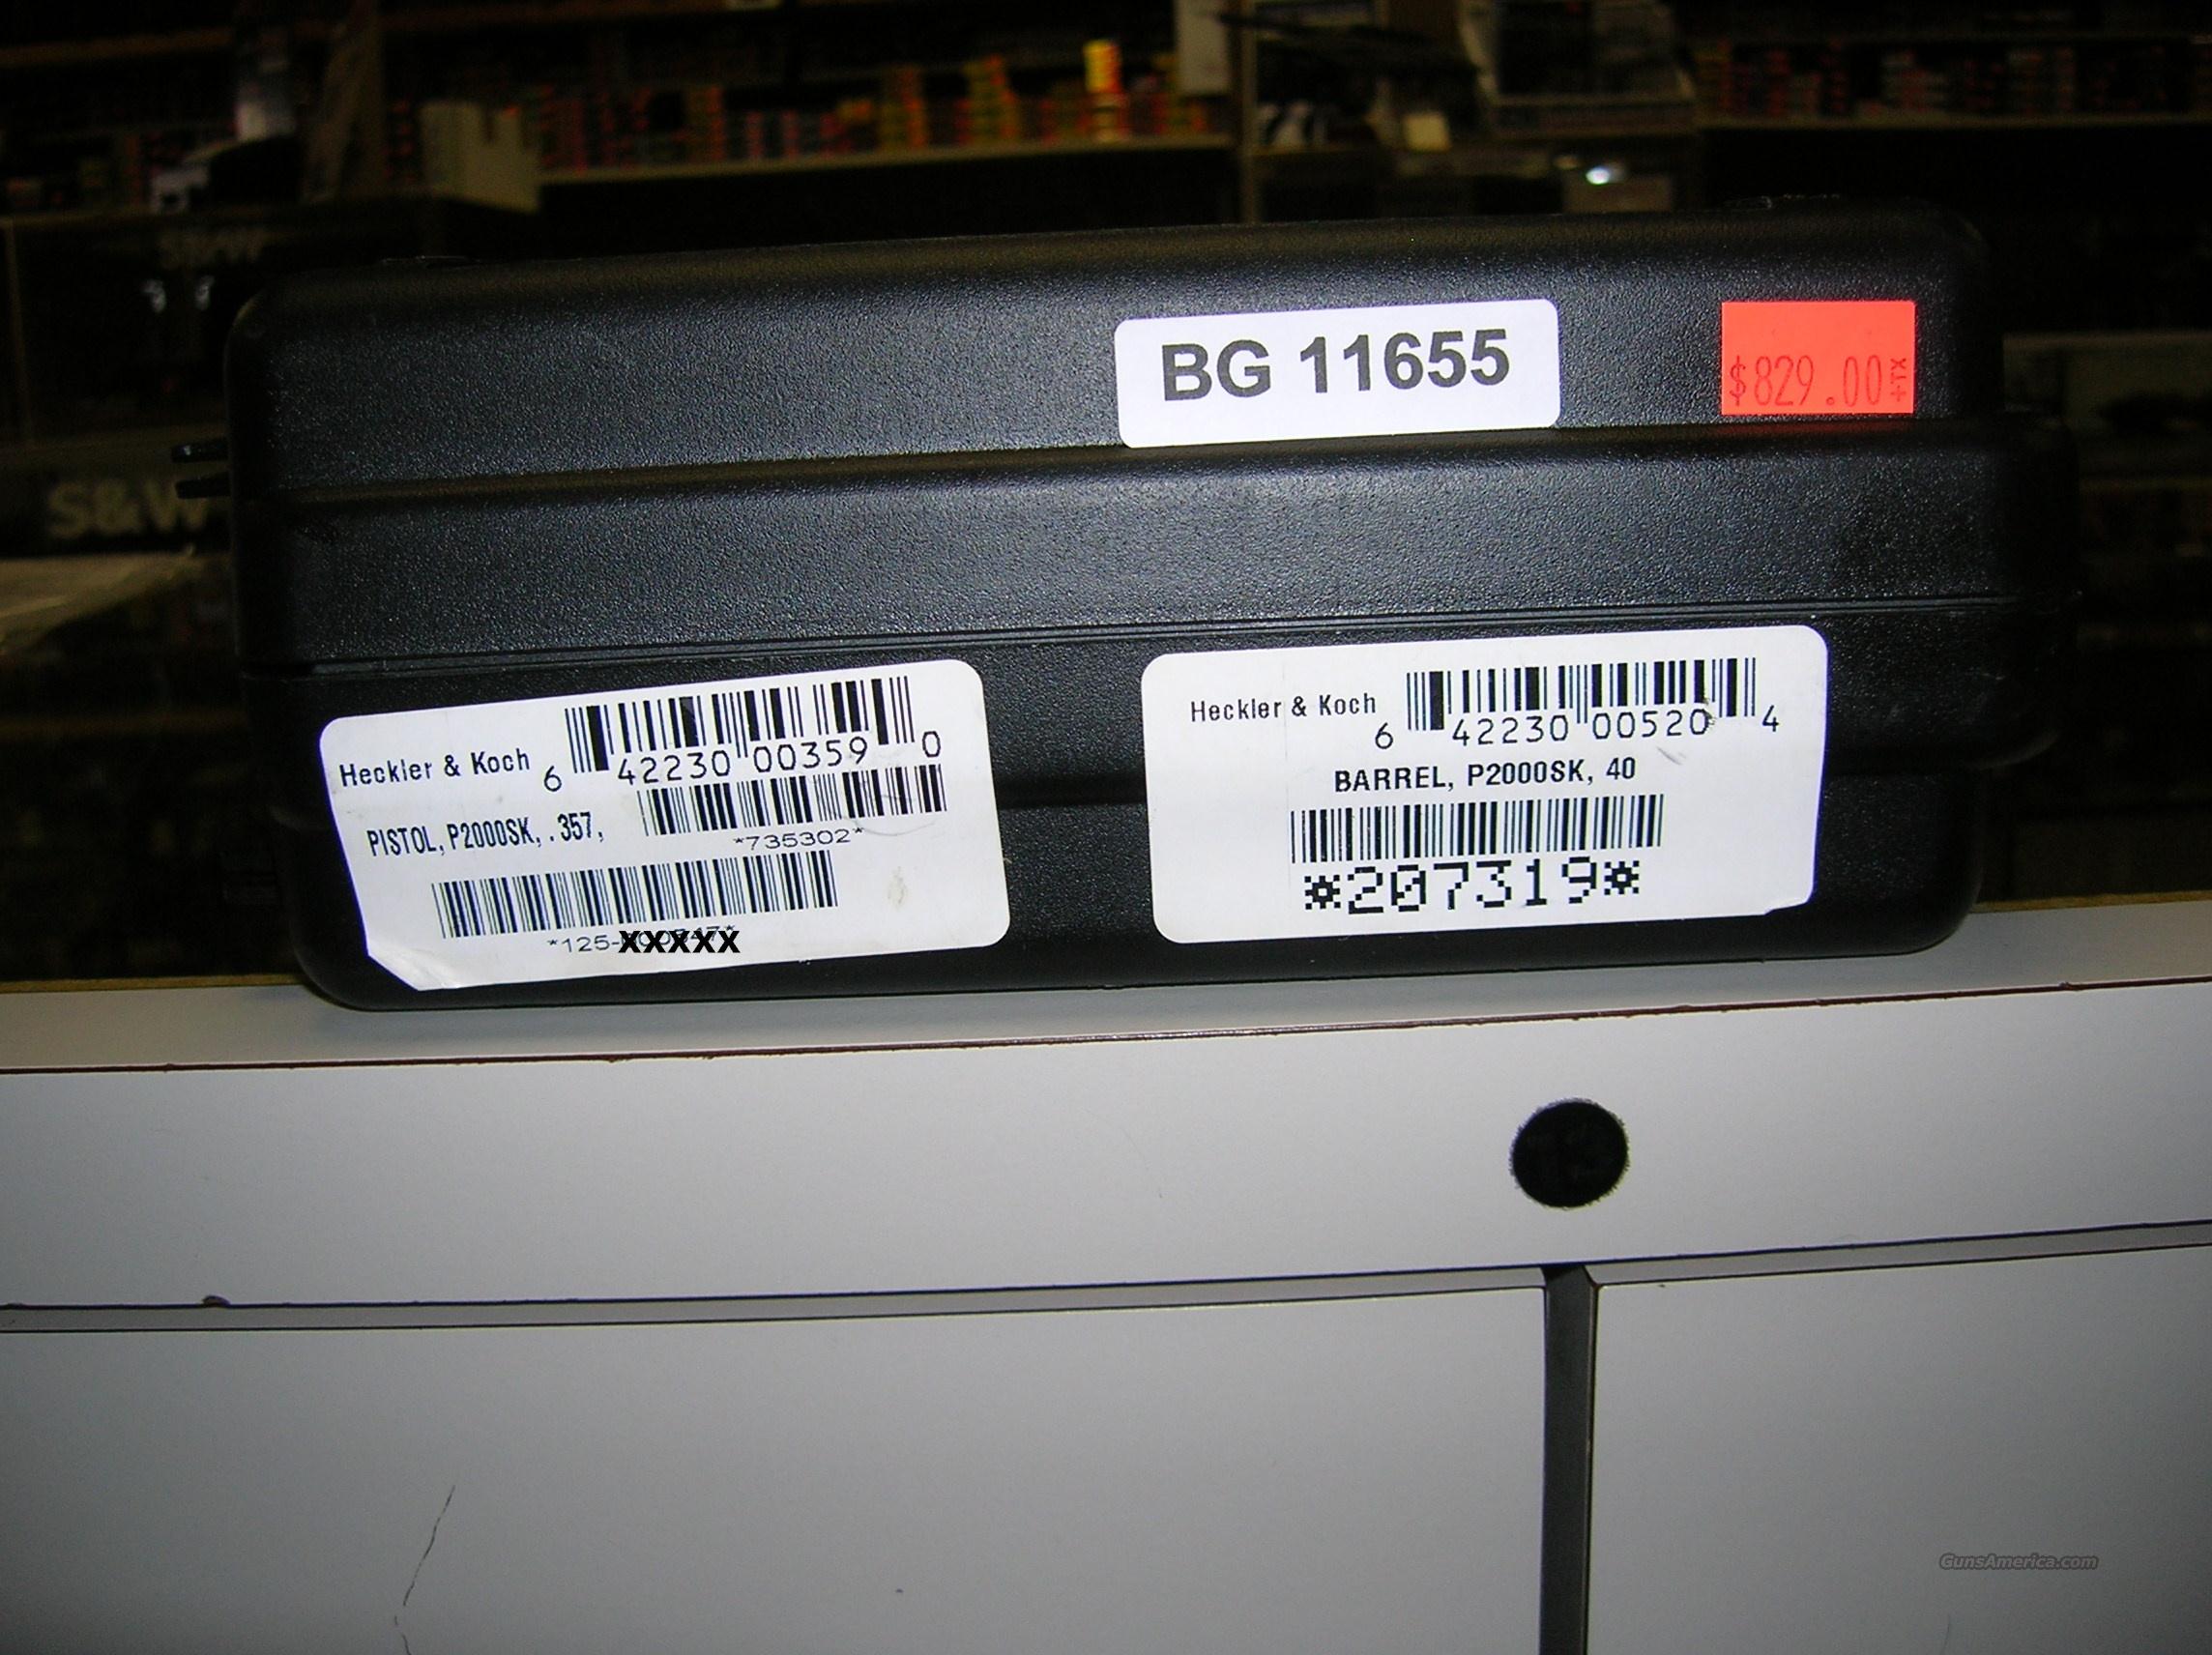 S&W
S&W
BG 11655
$829.00+TX
Heckler & Koch
6 42230 00359 0
PISTOL, P2000SK, .357,
*735302*
*125-XXXXX
Heckler & Koch
6 42230 00520 4
BARREL, P2000SK, 40
*207319*
GunsAmerica.com